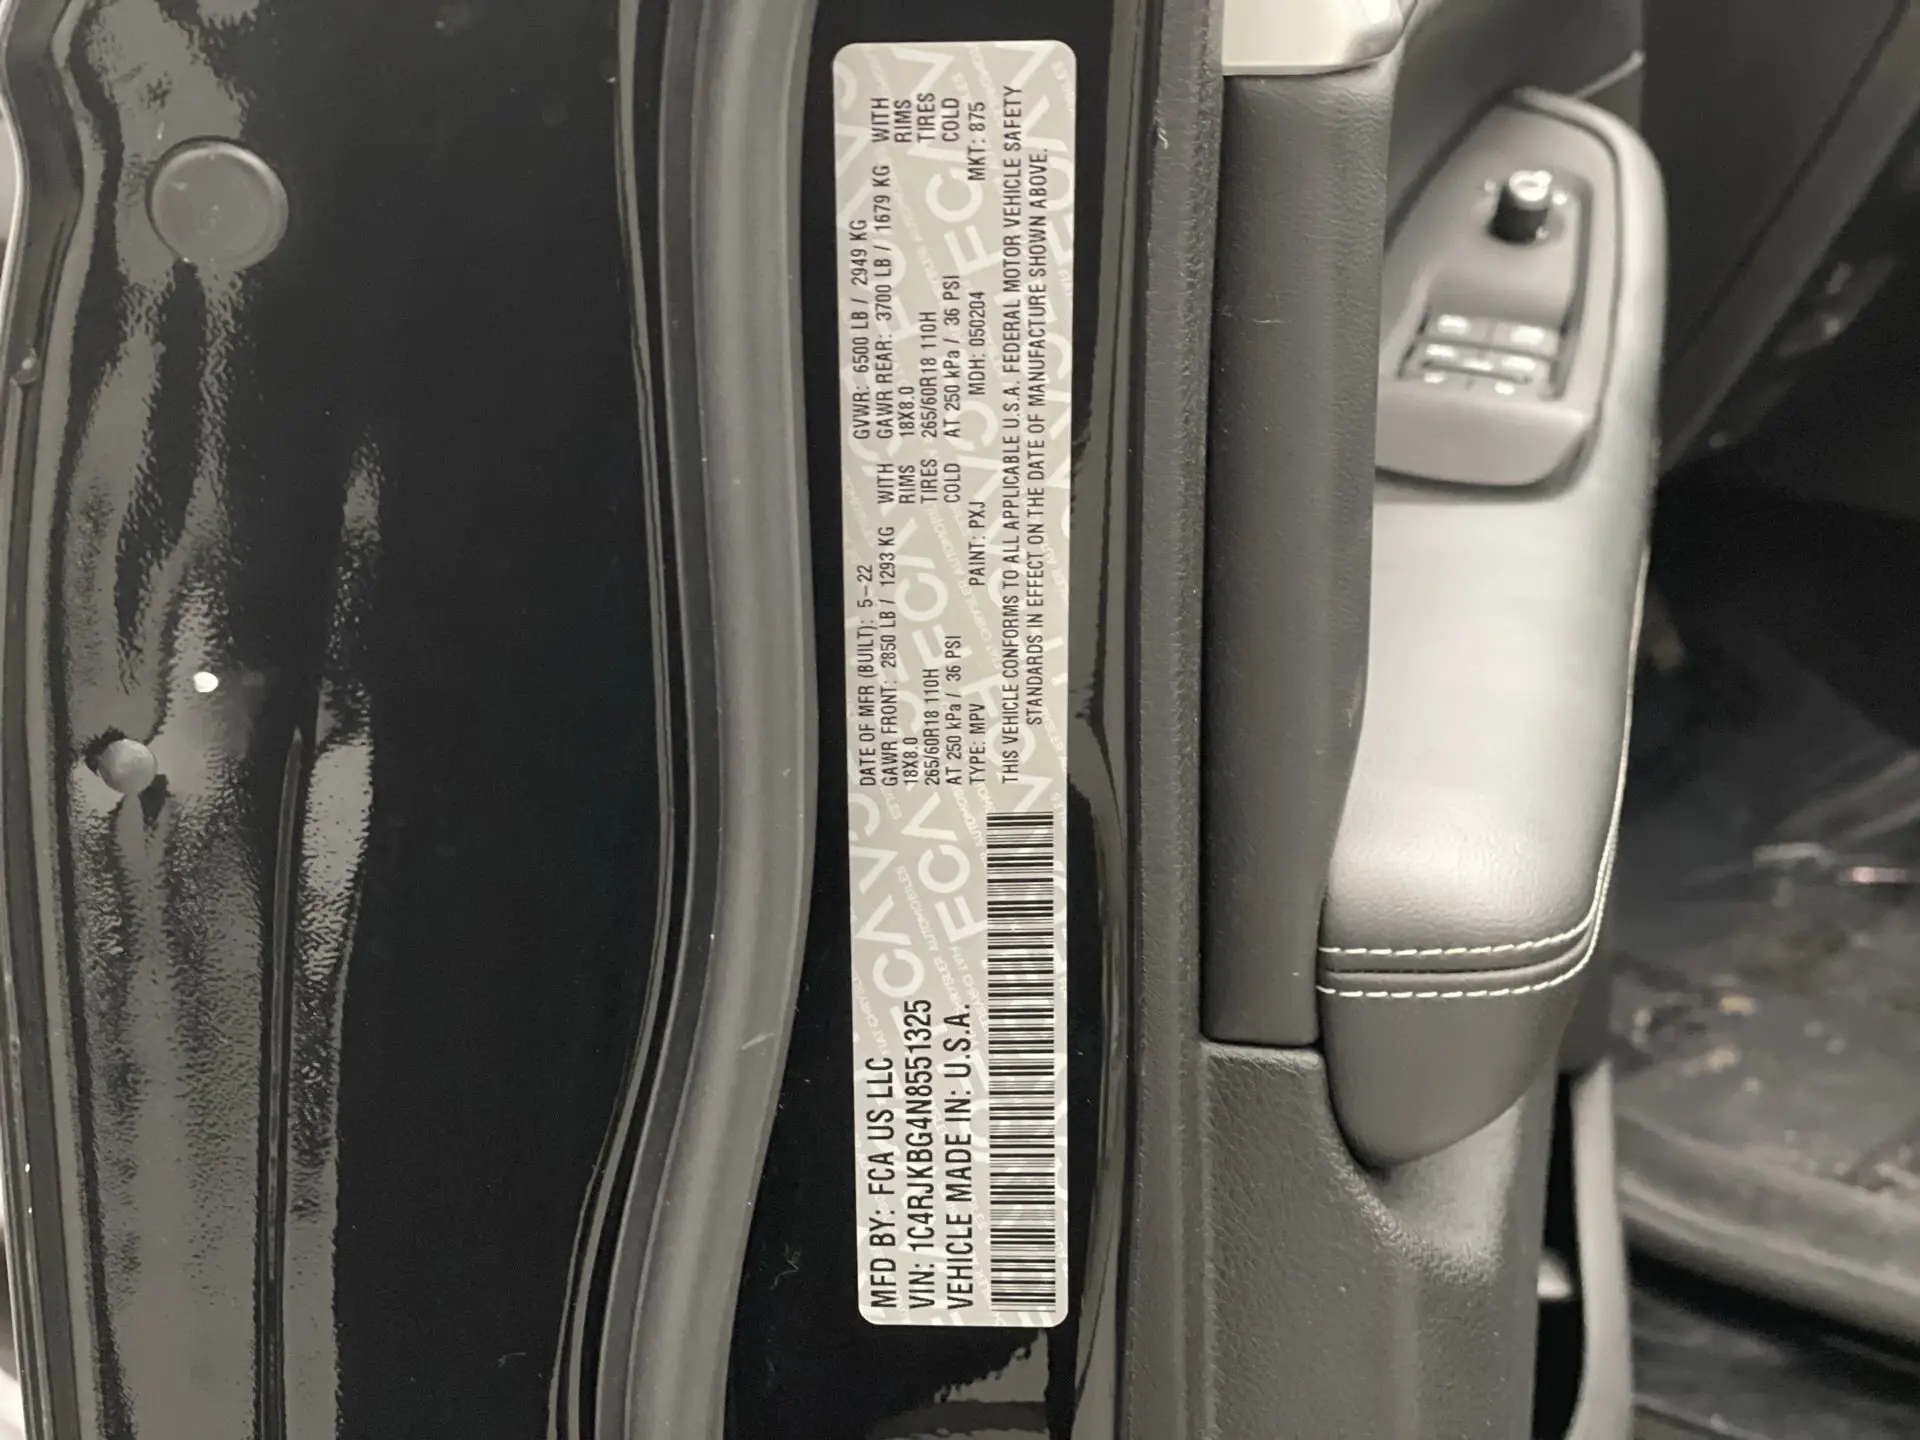 MFD BY: FCA US LLC
VIN: 1C4RJKBG4N8551325
VEHICLE MADE IN: U.S.A.
DATE OF MFR (BUILT): 5-22 GVWR: 6500 LB / 2949 KG
GAWR FRONT: 2850 LB / 1293 KG WITH GAWR REAR: 3700 LB / 1679 KG WITH
18X8.0 RIMS 18X8.0 RIMS
265/60R18 110H TIRES 265/60R18 110H TIRES
AT 250 kPa / 36 PSI COLD AT 250 kPa / 36 PSI COLD
TYPE: MPV PAINT: PXJ MDH: 050204 MKT: 875
THIS VEHICLE CONFORMS TO ALL APPLICABLE U.S.A. FEDERAL MOTOR VEHICLE SAFETY
STANDARDS IN EFFECT ON THE DATE OF MANUFACTURE SHOWN ABOVE.